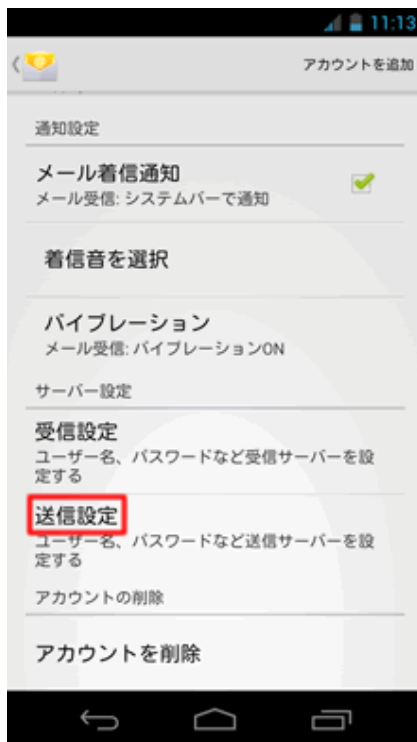 11:13
アカウントを追加
通知設定
メール着信通知
メール受信: システムバーで通知
着信音を選択
バイブレーション
メール受信: バイブレーションON
サーバー設定
受信設定
ユーザー名、パスワードなど受信サーバーを設
定する
送信設定
ユーザー名、パスワードなど送信サーバーを設
定する
アカウントの削除
アカウントを削除